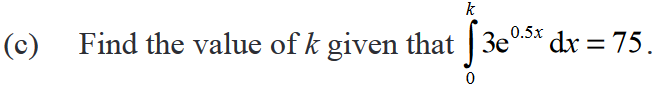 (c) Find the value of k given that ∫₀ᵏ 3e^{0.5x} dx = 75.